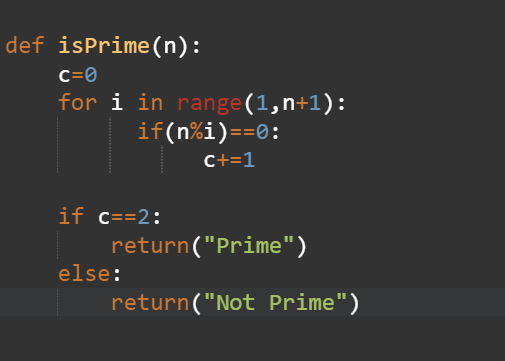 def isPrime(n):
    c=0
    for i in range(1,n+1):
          if(n%i)==0:
               c+=1
    if c==2:
        return("Prime")
    else:
        return("Not Prime")